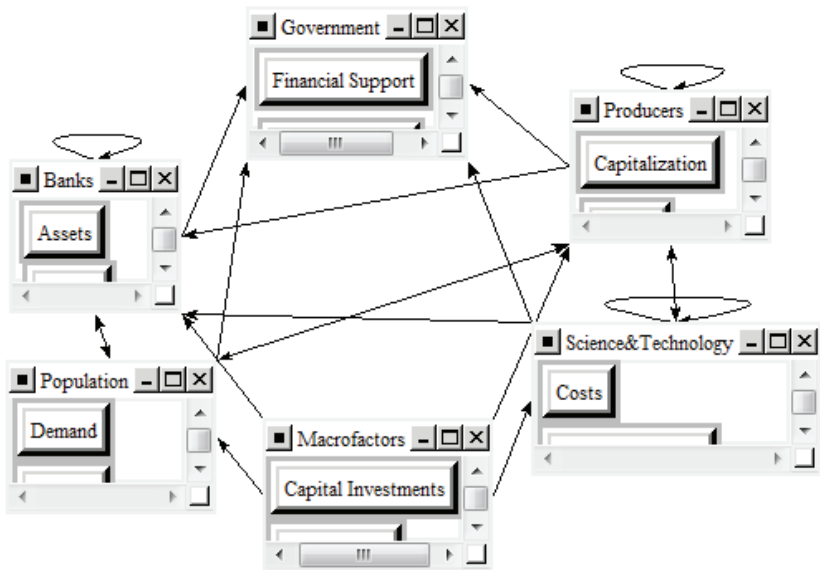 Government
Financial Support
Producers
Capitalization
Banks
Assets
Science&Technology
Costs
Population
Demand
Macrofactors
Capital Investments